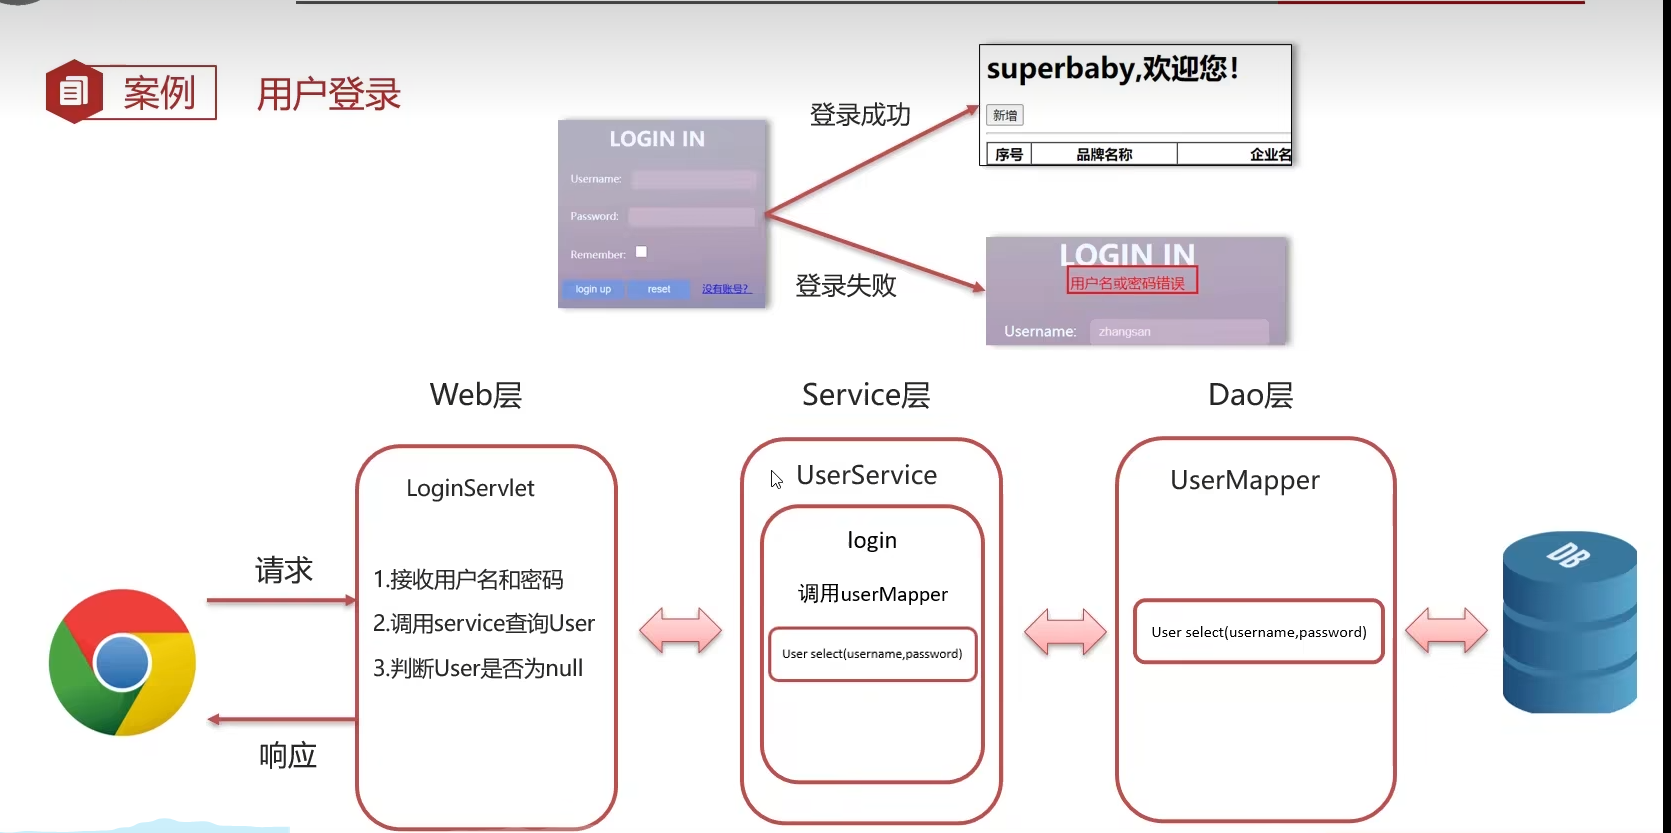 案例
用户登录
LOGIN IN
Username:
Password:
Remember:
login up
reset
没有账号?
登录成功
登录失败
superbaby,欢迎您!
新增
序号
品牌名称
企业名
LOGIN IN
用户名或密码错误
Username:
zhangsan
Web层
Service层
Dao层
请求
响应
LoginServlet
1.接收用户名和密码
2.调用service查询User
3.判断User是否为null
UserService
login
调用userMapper
User select(username,password)
UserMapper
User select(username,password)
DB